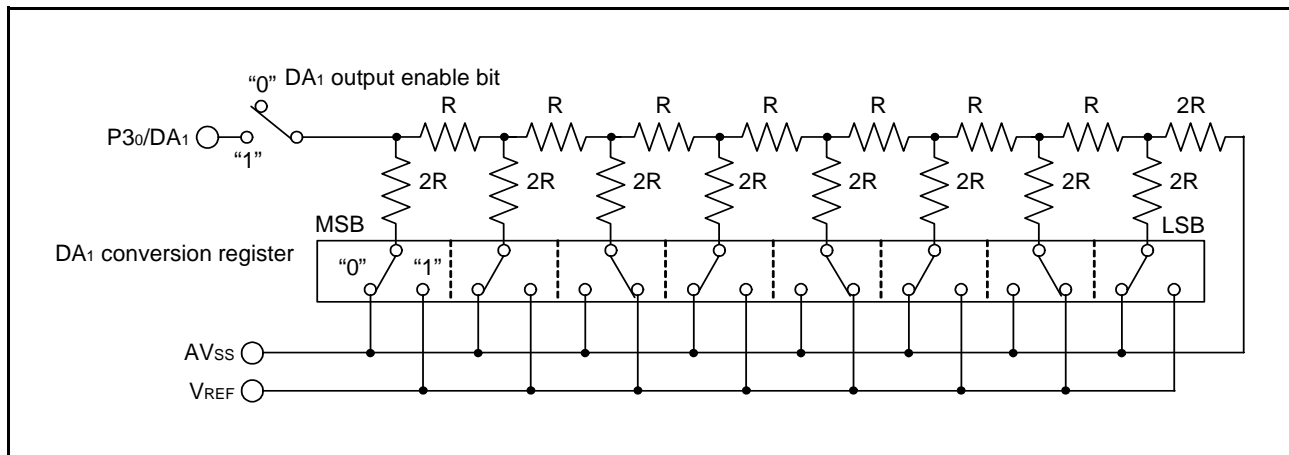 “0” DA1 output enable bit
R R R R R R R 2R
P30/DA1
“1”
2R 2R 2R 2R 2R 2R 2R 2R
MSB LSB
DA1 conversion register
“0” “1”
AVSS
VREF